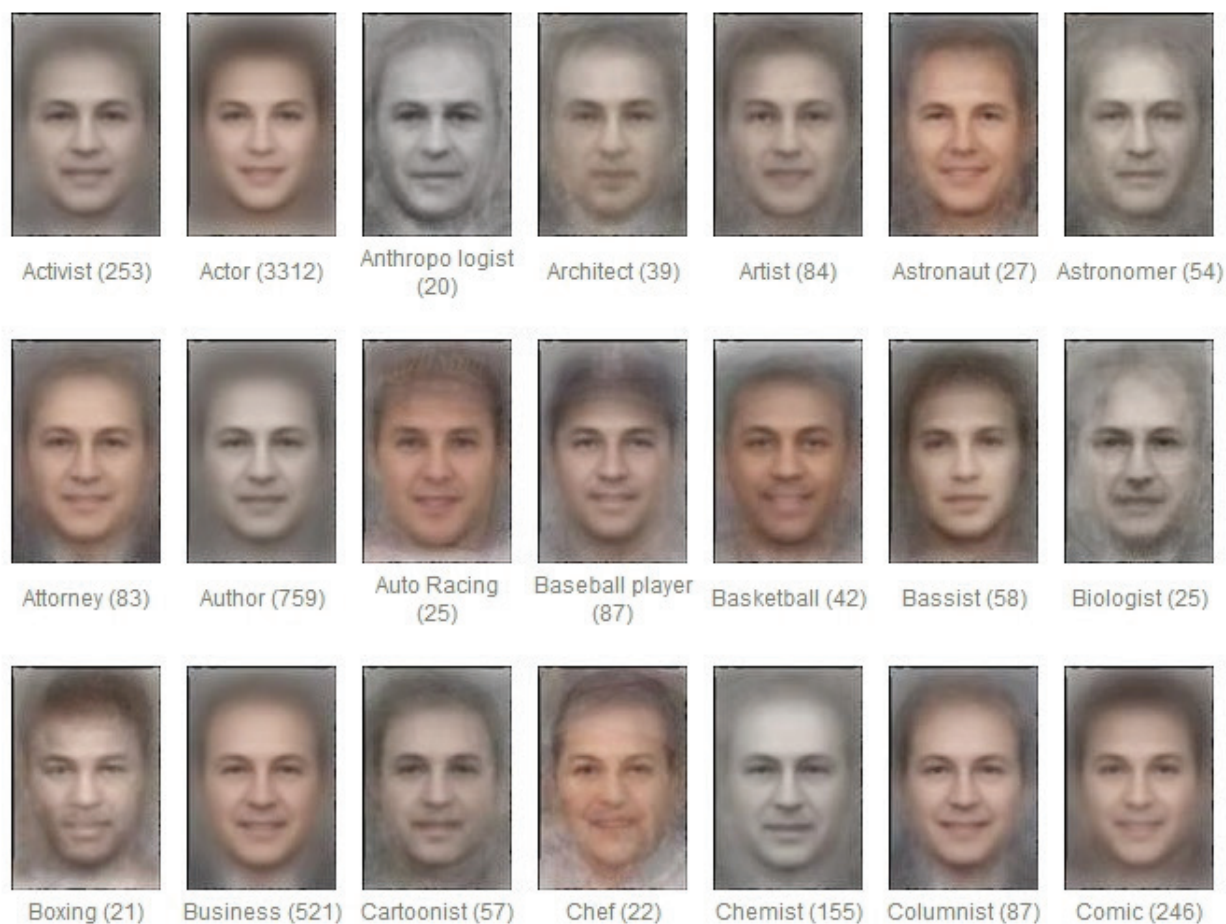 Activist (253)
Actor (3312)
Anthropo logist
(20)
Architect (39)
Artist (84)
Astronaut (27)
Astronomer (54)
Attorney (83)
Author (759)
Auto Racing
(25)
Baseball player
(87)
Basketball (42)
Bassist (58)
Biologist (25)
Boxing (21)
Business (521)
Cartoonist (57)
Chef (22)
Chemist (155)
Columnist (87)
Comic (246)